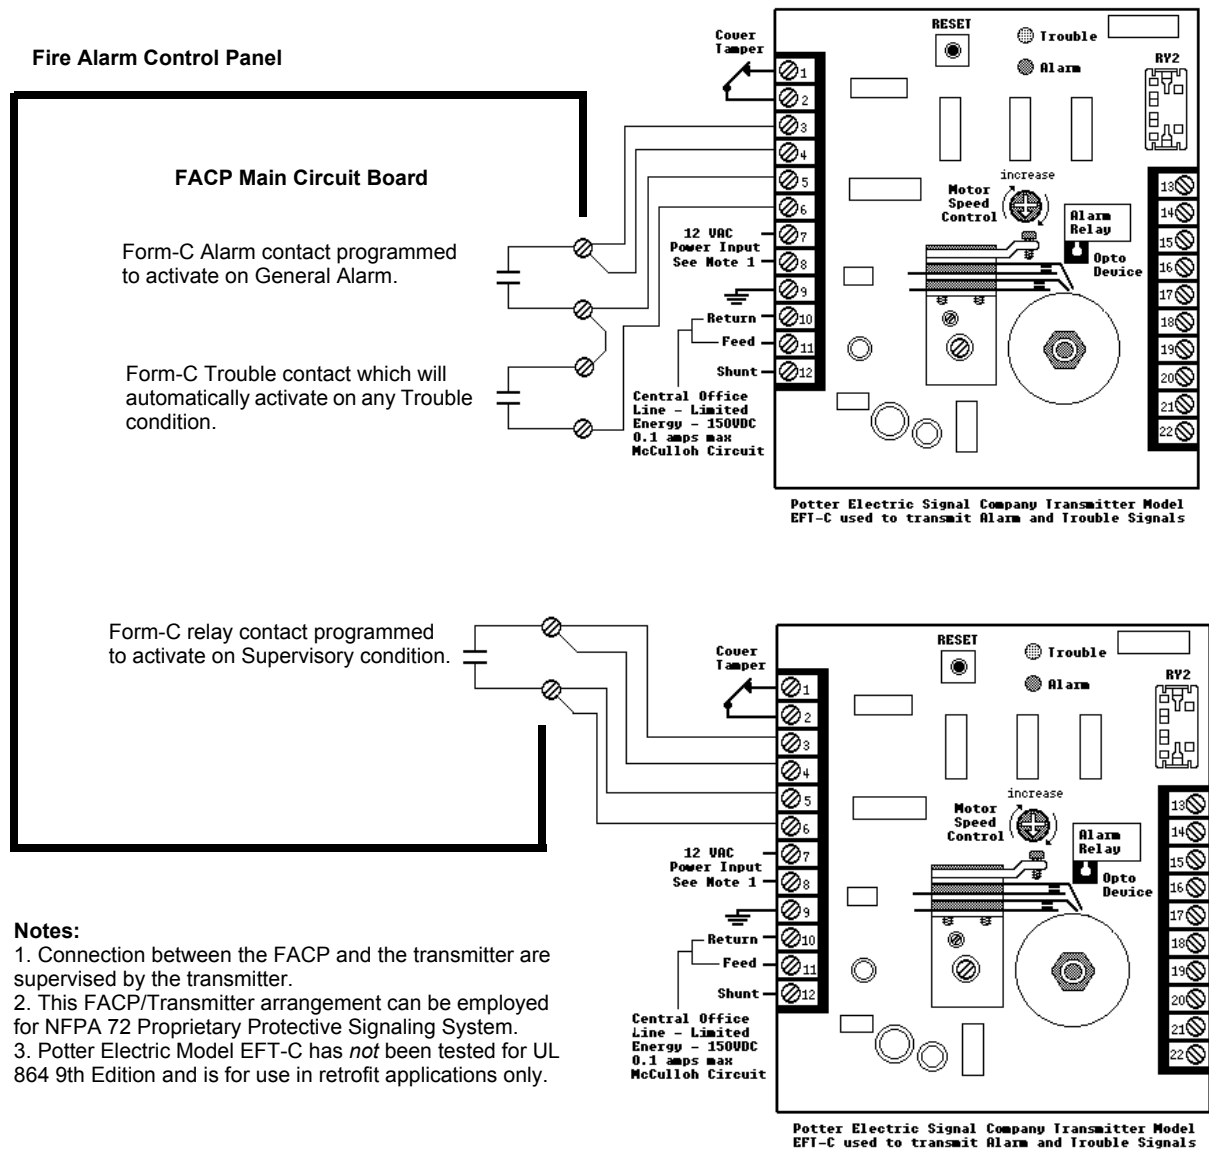 Fire Alarm Control Panel
FACP Main Circuit Board
Form-C Alarm contact programmed
to activate on General Alarm.
Form-C Trouble contact which will
automatically activate on any Trouble
condition.
Cover
Tamper
1
2
3
4
5
6
7
8
9
10
11
12
12 VAC
Power Input
See Note 1
Return
Feed
Shunt
Central Office
Line - Limited
Energy - 150VDC
0.1 amps max
McCulloh Circuit
RESET
Trouble
Alarm
RY2
increase
Motor
Speed
Control
Alarm
Relay
Opto
Device
13
14
15
16
17
18
19
20
21
22
Potter Electric Signal Company Transmitter Model
EFT-C used to transmit Alarm and Trouble Signals
Form-C relay contact programmed
to activate on Supervisory condition.
Cover
Tamper
1
2
3
4
5
6
7
8
9
10
11
12
12 VAC
Power Input
See Note 1
Return
Feed
Shunt
Central Office
Line - Limited
Energy - 150VDC
0.1 amps max
McCulloh Circuit
RESET
Trouble
Alarm
RY2
increase
Motor
Speed
Control
Alarm
Relay
Opto
Device
13
14
15
16
17
18
19
20
21
22
Potter Electric Signal Company Transmitter Model
EFT-C used to transmit Alarm and Trouble Signals
Notes:
1. Connection between the FACP and the transmitter are
supervised by the transmitter.
2. This FACP/Transmitter arrangement can be employed
for NFPA 72 Proprietary Protective Signaling System.
3. Potter Electric Model EFT-C has not been tested for UL
864 9th Edition and is for use in retrofit applications only.